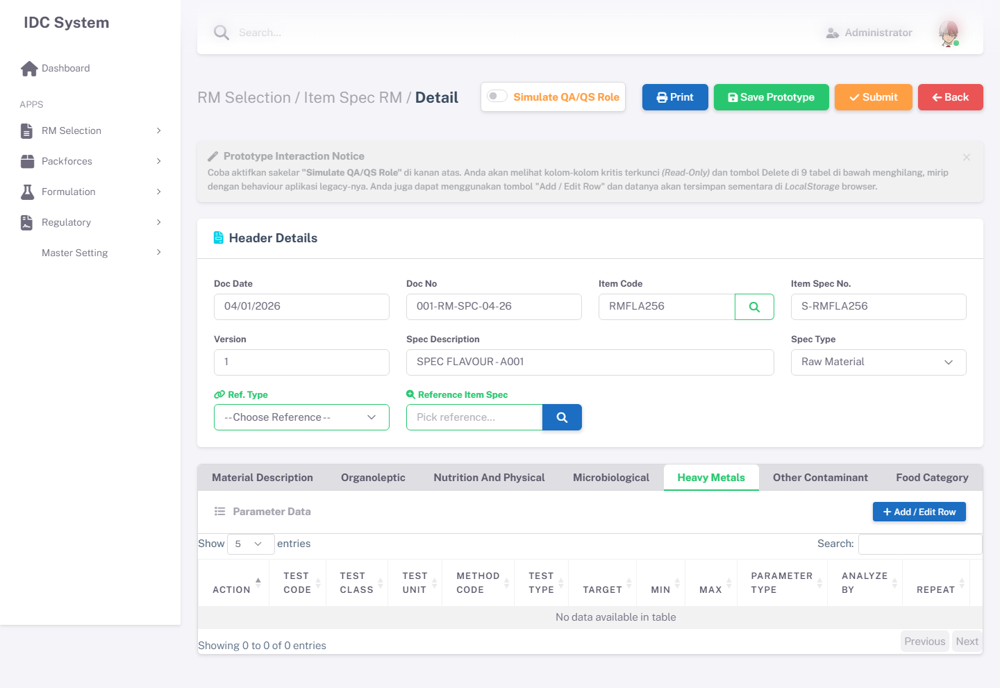 IDC System
Search...
Administrator
Dashboard
APPS
RM Selection
Packforces
Formulation
Regulatory
Master Setting
RM Selection / Item Spec RM / Detail
Simulate QA/QS Role
Print
Save Prototype
Submit
Back
Prototype Interaction Notice
Coba aktifkan sakelar "Simulate QA/QS Role" di kanan atas. Anda akan melihat kolom-kolom kritis terkunci (Read-Only) dan tombol Delete di 9 tabel di bawah menghilang, mirip
dengan behaviour aplikasi legacy-nya. Anda juga dapat menggunakan tombol "Add / Edit Row" dan datanya akan tersimpan sementara di LocalStorage browser.
Header Details
Doc Date
Doc No
Item Code
Item Spec No.
04/01/2026
001-RM-SPC-04-26
RMFLA256
S-RMFLA256
Version
Spec Description
Spec Type
1
SPEC FLAVOUR - A001
Raw Material
Ref. Type
Reference Item Spec
-- Choose Reference --
Pick reference...
Material Description
Organoleptic
Nutrition And Physical
Microbiological
Heavy Metals
Other Contaminant
Food Category
Parameter Data
Add / Edit Row
Show 5 entries
Search:
ACTION
TEST CODE
TEST CLASS
TEST UNIT
METHOD CODE
TEST TYPE
TARGET
MIN
MAX
PARAMETER TYPE
ANALYZE BY
REPEAT
No data available in table
Showing 0 to 0 of 0 entries
Previous
Next